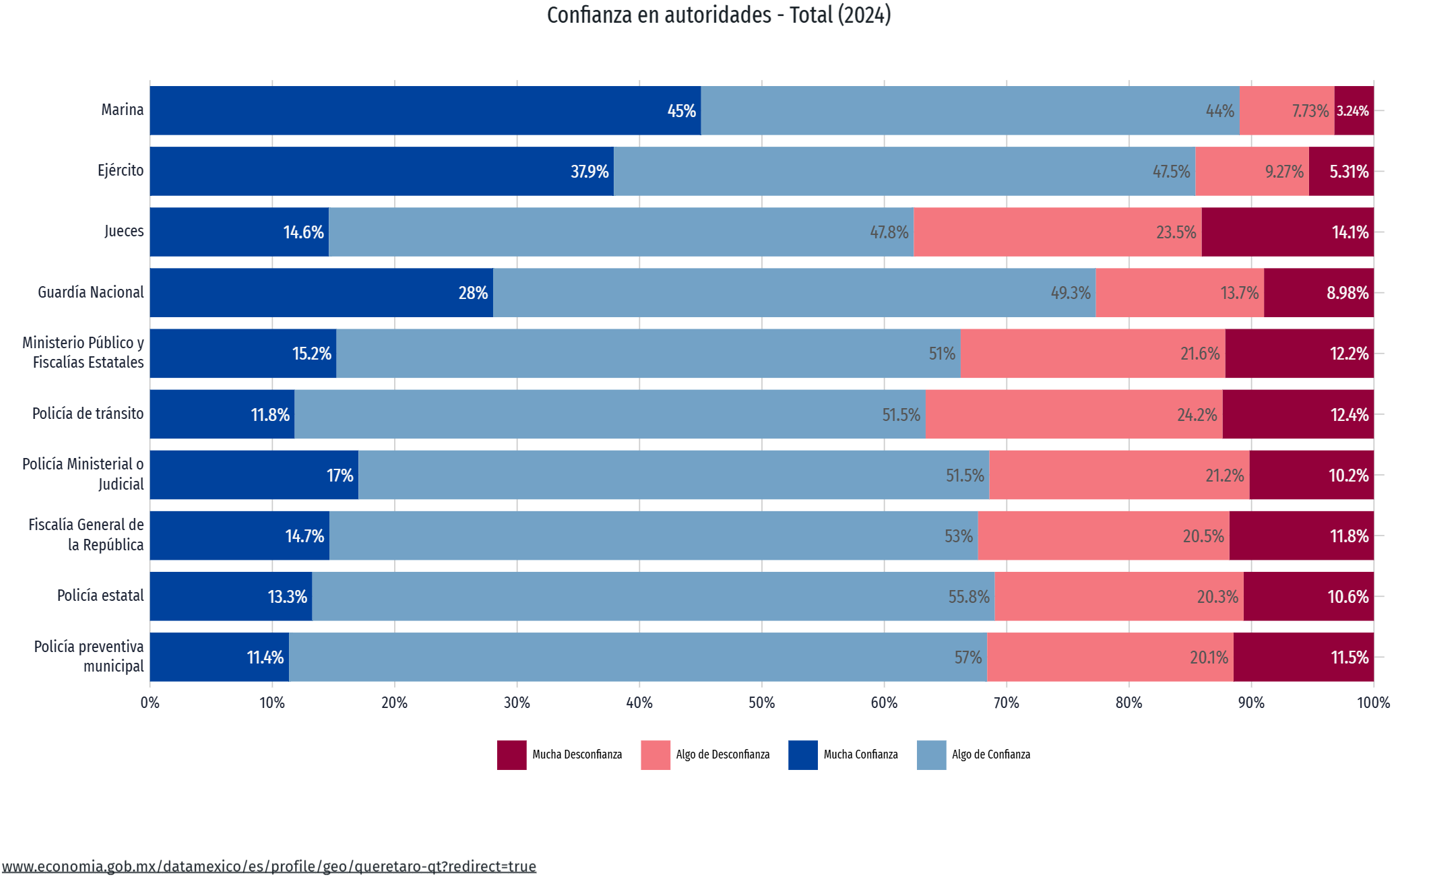 Confianza en autoridades - Total (2024)
Marina
45%
44%
7.73%
3.24%
Ejército
37.9%
47.5%
9.27%
5.31%
Jueces
14.6%
47.8%
23.5%
14.1%
Guardía Nacional
28%
49.3%
13.7%
8.98%
Ministerio Público y
Fiscalías Estatales
15.2%
51%
21.6%
12.2%
Policía de tránsito
11.8%
51.5%
24.2%
12.4%
Policía Ministerial o
Judicial
17%
51.5%
21.2%
10.2%
Fiscalía General de
la República
14.7%
53%
20.5%
11.8%
Policía estatal
13.3%
55.8%
20.3%
10.6%
Policía preventiva
municipal
11.4%
57%
20.1%
11.5%
0% 10% 20% 30% 40% 50% 60% 70% 80% 90% 100%
Mucha Desconfianza Algo de Desconfianza Mucha Confianza Algo de Confianza
www.economia.gob.mx/datamexico/es/profile/geo/queretaro-qt?redirect=true